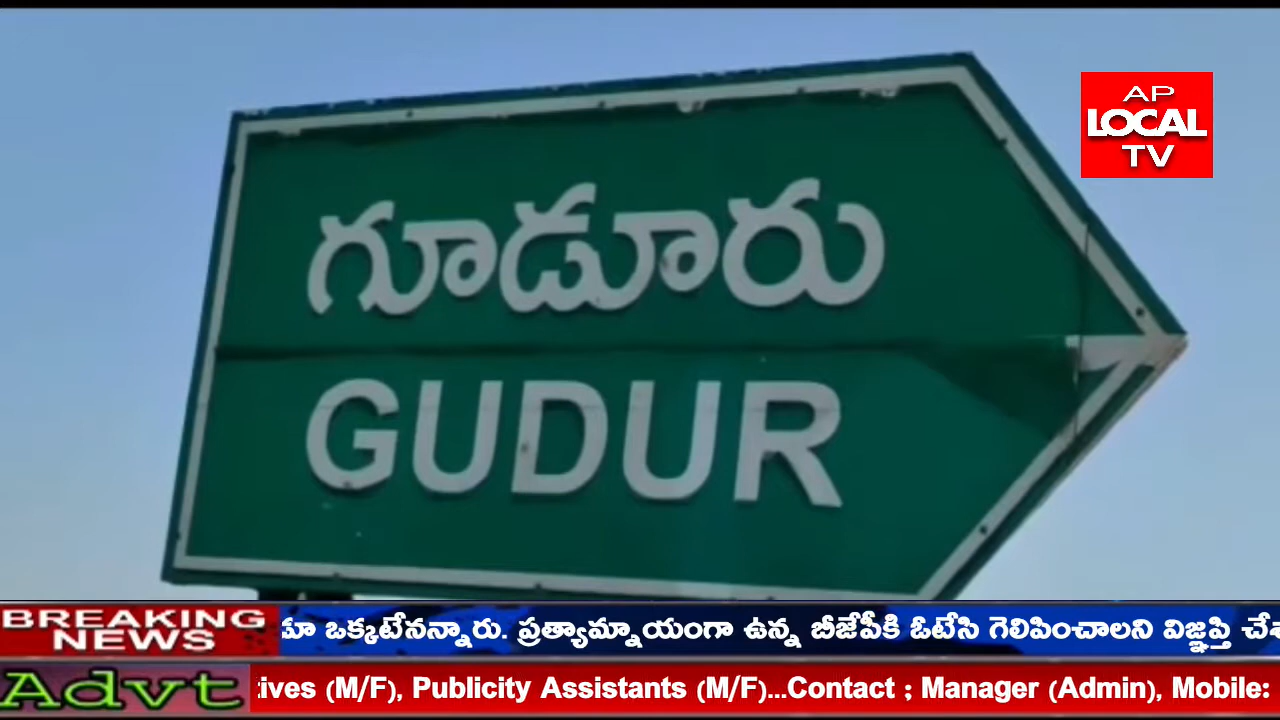 గూడూరు
GUDUR
AP
LOCAL
TV
BREAKING
NEWS
ఒక్కటేనన్నారు. ప్రత్యామ్నాయంగా ఉన్న బీజేపీకి ఓటేసి గెలిపించాలని విజ్ఞప్తి
Advt
(M/F), Publicity Assistants (M/F)...Contact ; Manager (Admin), Mobile: